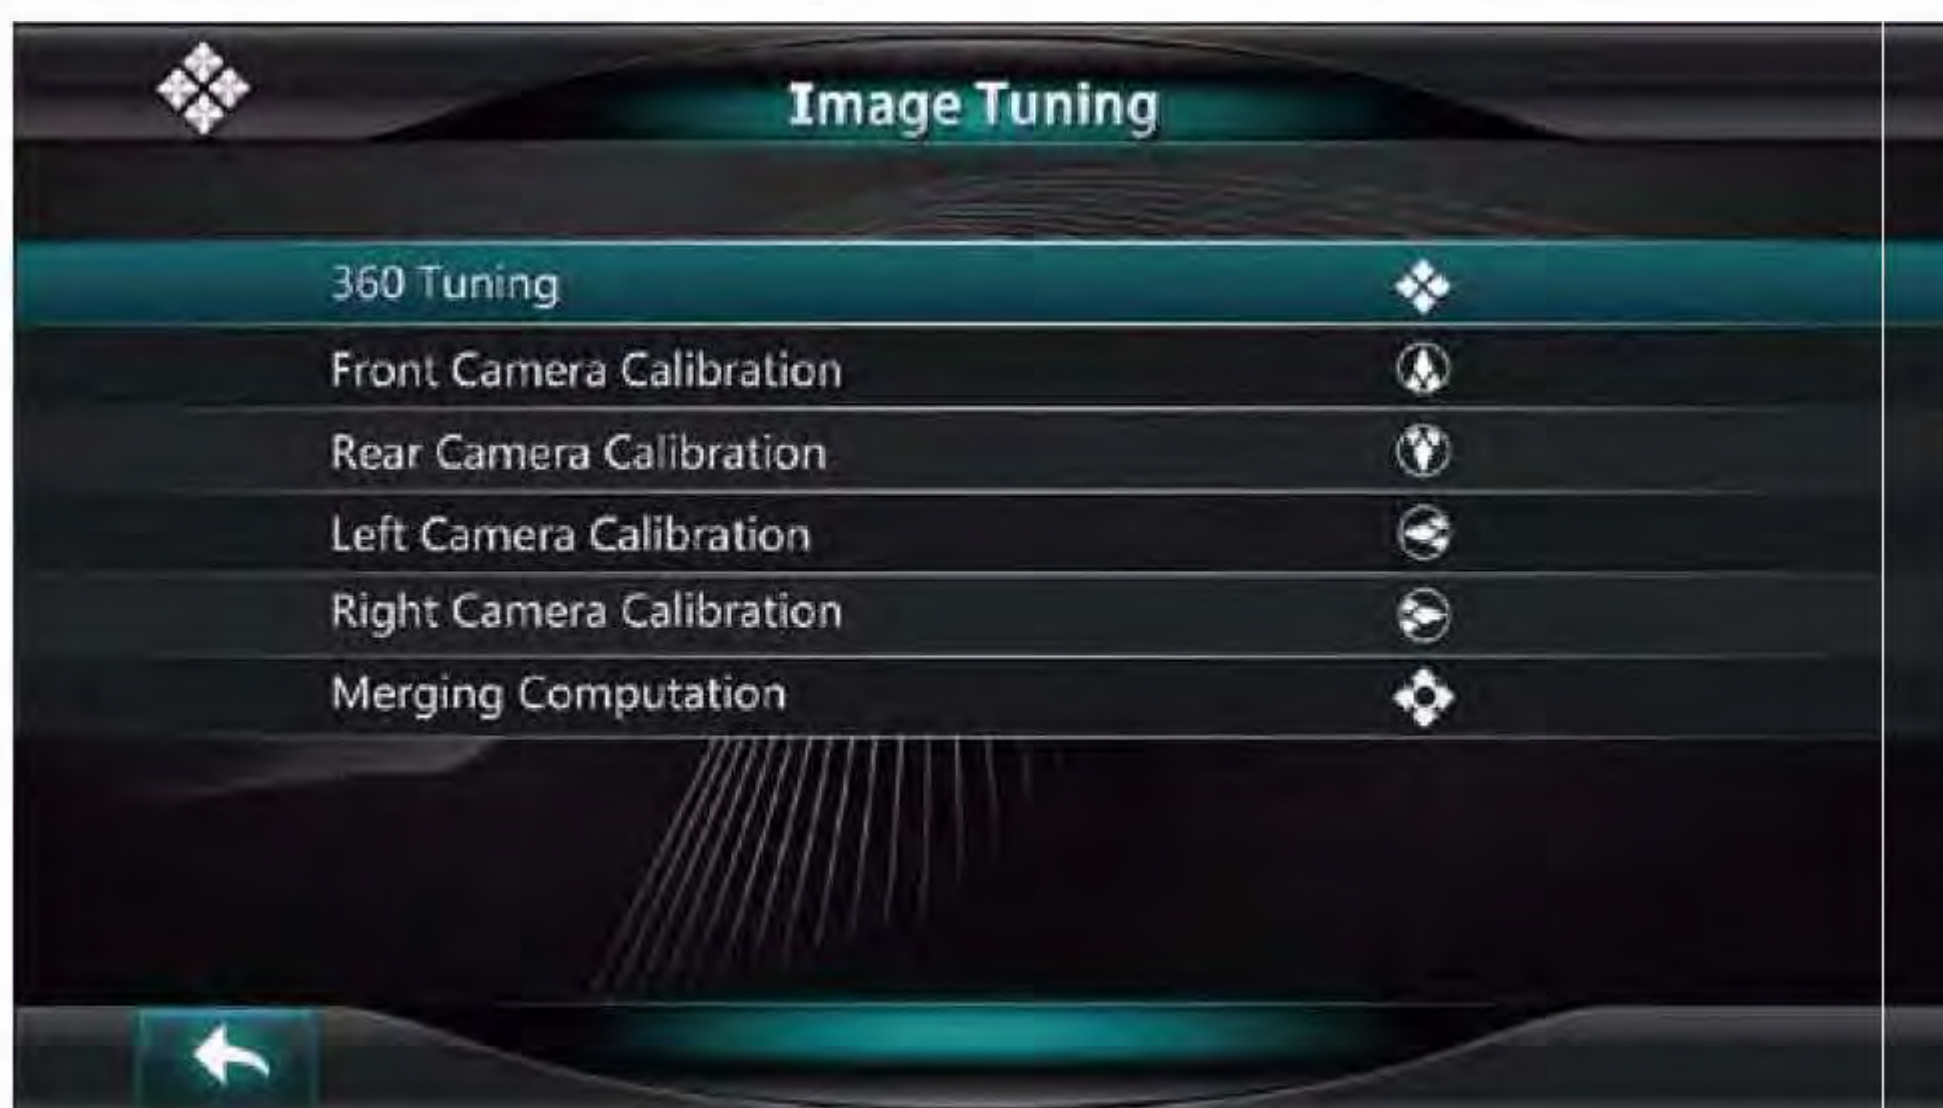 Image Tuning
360 Tuning
Front Camera Calibration
Rear Camera Calibration
Left Camera Calibration
Right Camera Calibration
Merging Computation